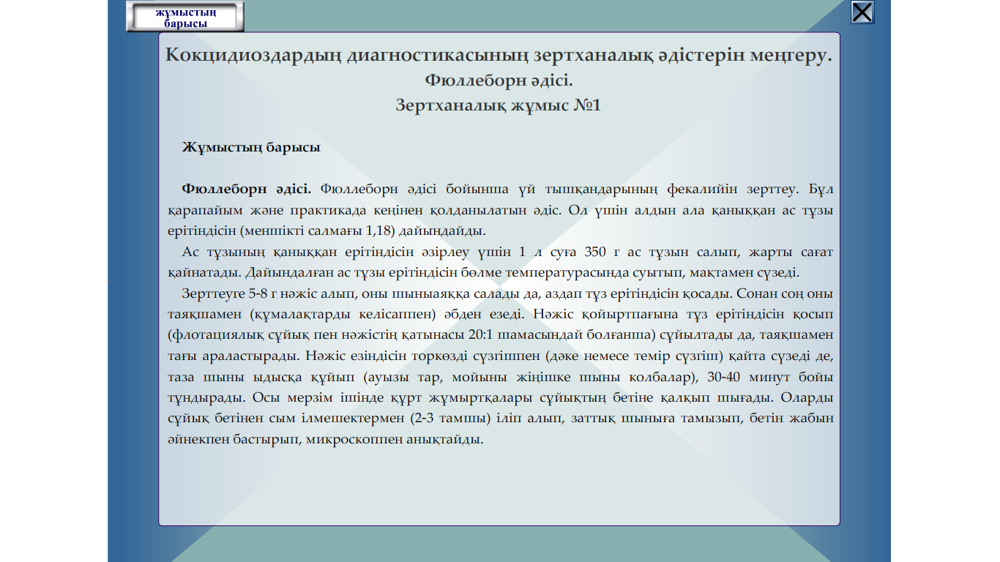 жұмыстың
барысы
Кокцидиоздардың диагностикасының зертханалық әдістерін меңгеру.
Фюллеборн әдісі.
Зертханалық жұмыс №1
Жұмыстың барысы
Фюллеборн әдісі. Фюллеборн әдісі бойынша үй тышқандарының фекалийін зерттеу. Бұл
қарапайым және практикада кеңінен қолданылатын әдіс. Ол үшін алдын ала қаныққан ас тұзы
ерітіндісін (меншікті салмағы 1,18) дайындайды.
Ас тұзының қаныққан ерітіндісін әзірлеу үшін 1 л суға 350 г ас тұзын салып, жарты сағат
қайнатады. Дайындалған ас тұзы ерітіндісін бөлме температурасында суытып, мақтамен сүзеді.
Зерттеуге 5-8 г нәжіс алып, оны шыныаяққа салады да, аздап тұз ерітіндісін қосады. Сонан соң оны
таяқшамен (құмалақтарды келісаппен) әбден езеді. Нәжіс қойыртпағына тұз ерітіндісін қосып
(флотациялық сұйық пен нәжістің қатынасы 20:1 шамасындай болғанша) сұйылтады да, таяқшамен
тағы араластырады. Нәжіс езіндісін торкөзді сүзгішпен (дәке немесе темір сүзгіш) қайта сүзеді де,
таза шыны ыдысқа құйып (ауызы тар, мойыны жіңішке шыны колбалар), 30-40 минут бойы
тұндырады. Осы мерзім ішінде құрт жұмыртқалары сұйықтың бетіне қалқып шығады. Оларды
сұйық бетінен сым ілмешектермен (2-3 тамшы) іліп алып, заттық шыныға тамызып, бетін жабын
әйнекпен бастырып, микроскоппен анықтайды.